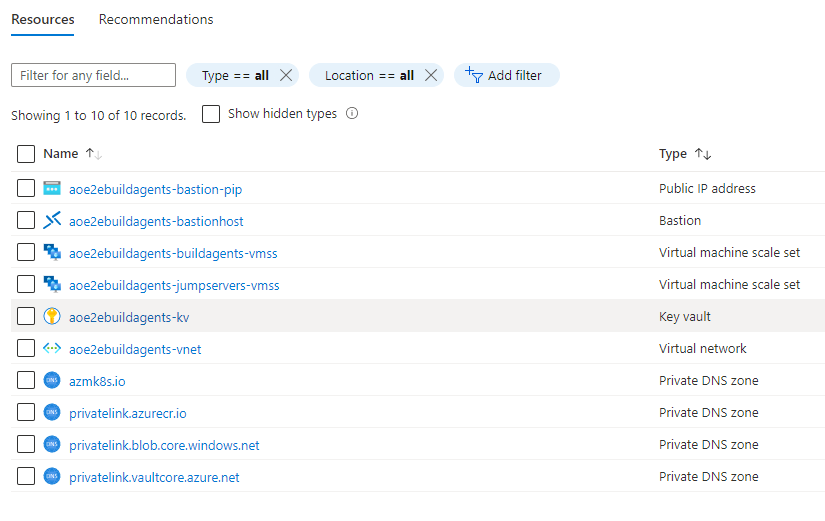 Resources Recommendations
Filter for any field... Type == all Location == all Add filter
Showing 1 to 10 of 10 records. Show hidden types
Name Type
aoe2ebuildagents-bastion-pip Public IP address
aoe2ebuildagents-bastionhost Bastion
aoe2ebuildagents-buildagents-vmss Virtual machine scale set
aoe2ebuildagents-jumpservers-vmss Virtual machine scale set
aoe2ebuildagents-kv Key vault
aoe2ebuildagents-vnet Virtual network
DNS azmk8s.io Private DNS zone
DNS privatelink.azurecr.io Private DNS zone
DNS privatelink.blob.core.windows.net Private DNS zone
DNS privatelink.vaultcore.azure.net Private DNS zone